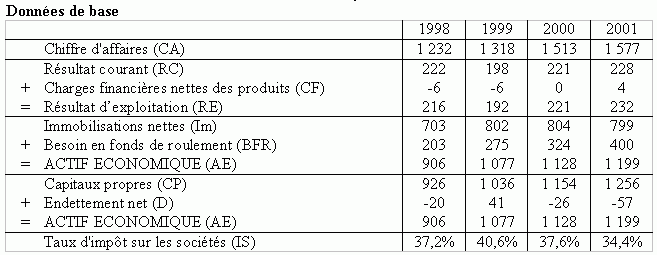 Données de base
1998 1999 2000 2001
Chiffre d'affaires (CA) 1 232 1 318 1 513 1 577
Résultat courant (RC) 222 198 221 228
+ Charges financières nettes des produits (CF) -6 -6 0 4
= Résultat d'exploitation (RE) 216 192 221 232
Immobilisations nettes (Im) 703 802 804 799
+ Besoin en fonds de roulement (BFR) 203 275 324 400
= ACTIF ECONOMIQUE (AE) 906 1 077 1 128 1 199
Capitaux propres (CP) 926 1 036 1 154 1 256
+ Endettement net (D) -20 41 -26 -57
= ACTIF ECONOMIQUE (AE) 906 1 077 1 128 1 199
Taux d'impôt sur les sociétés (IS) 37,2% 40,6% 37,6% 34,4%